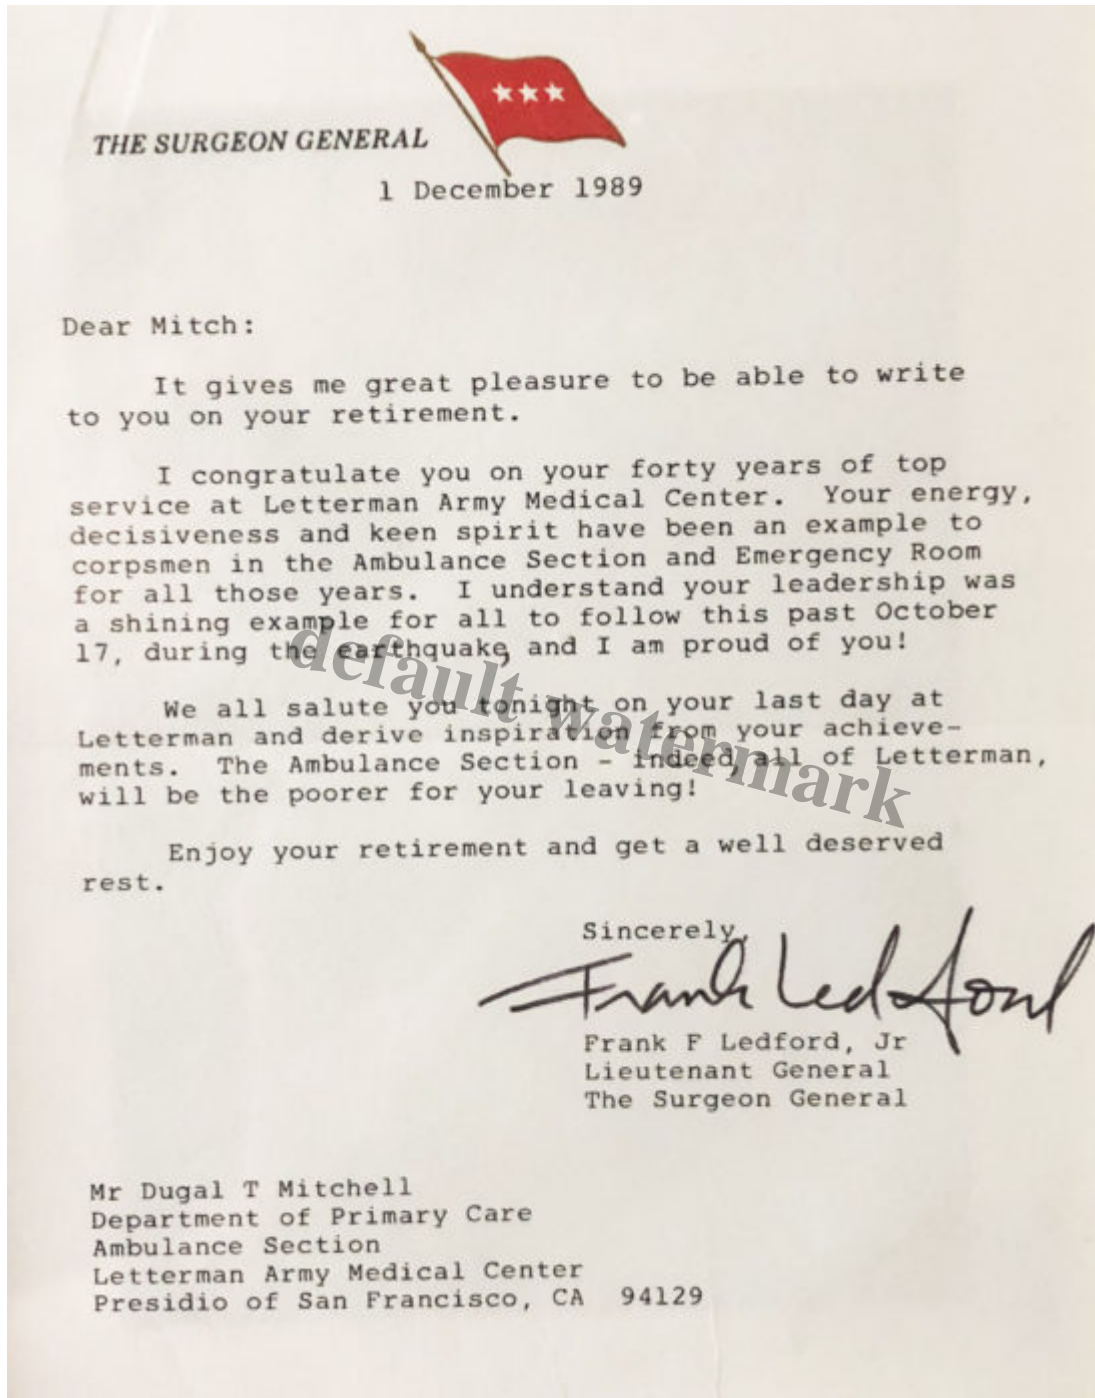 THE SURGEON GENERAL
1 December 1989
Dear Mitch:
It gives me great pleasure to be able to write
to you on your retirement.
I congratulate you on your forty years of top
service at Letterman Army Medical Center. Your energy,
decisiveness and keen spirit have been an example to
corpsmen in the Ambulance Section and Emergency Room
for all those years. I understand your leadership was
a shining example for all to follow this past October
17, during the earthquake, and I am proud of you!
We all salute you tonight on your last day at
Letterman and derive inspiration from your achieve-
ments. The Ambulance Section - indeed, all of Letterman,
will be the poorer for your leaving!
Enjoy your retirement and get a well deserved
rest.
default watermark
Sincerely,
Frank Ledford
Frank F Ledford, Jr
Lieutenant General
The Surgeon General
Mr Dugal T Mitchell
Department of Primary Care
Ambulance Section
Letterman Army Medical Center
Presidio of San Francisco, CA 94129